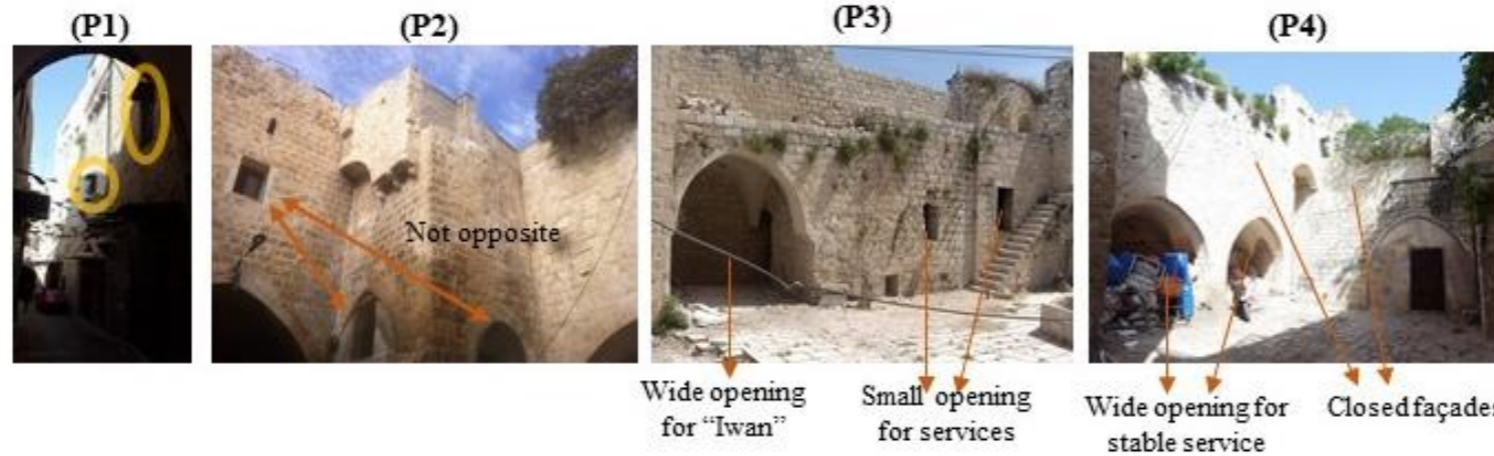 (P1)
(P2)
(P3)
(P4)
Not opposite
Wide opening
for “Iwan”
Small opening
for services
Wide opening for
stable service
Closed façades